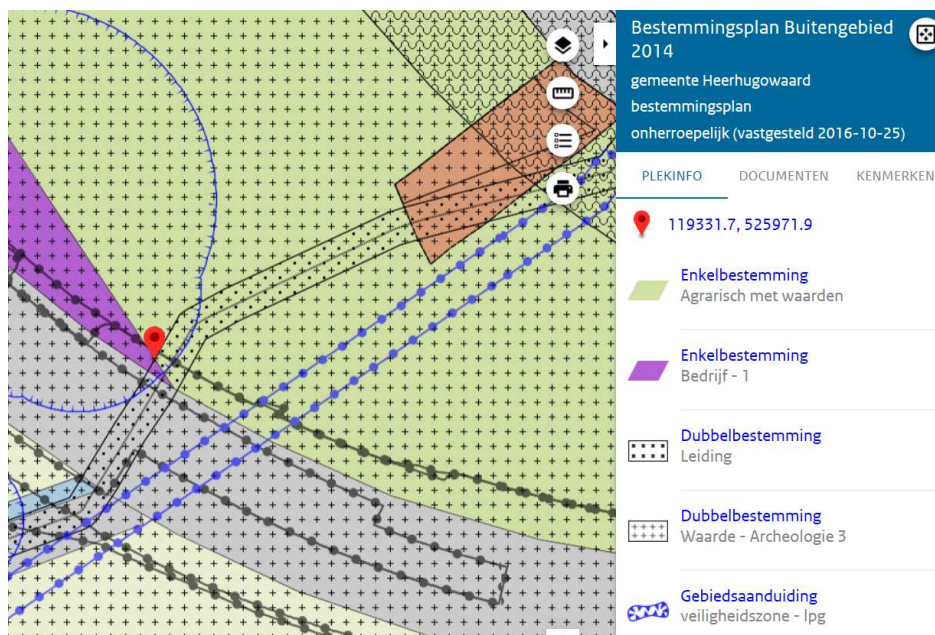 Bestemmingsplan Buitengebied
2014
gemeente Heerhugowaard
bestemmingsplan
onherroepelijk (vastgesteld 2016-10-25)
PLEKINFO DOCUMENTEN KENMERKEN
119331.7, 525971.9
Enkelbestemming
Agrarisch met waarden
Enkelbestemming
Bedrijf - 1
Dubbelbestemming
Leiding
Dubbelbestemming
Waarde - Archeologie 3
Gebiedsaanduiding
veiligheidszone - lpg